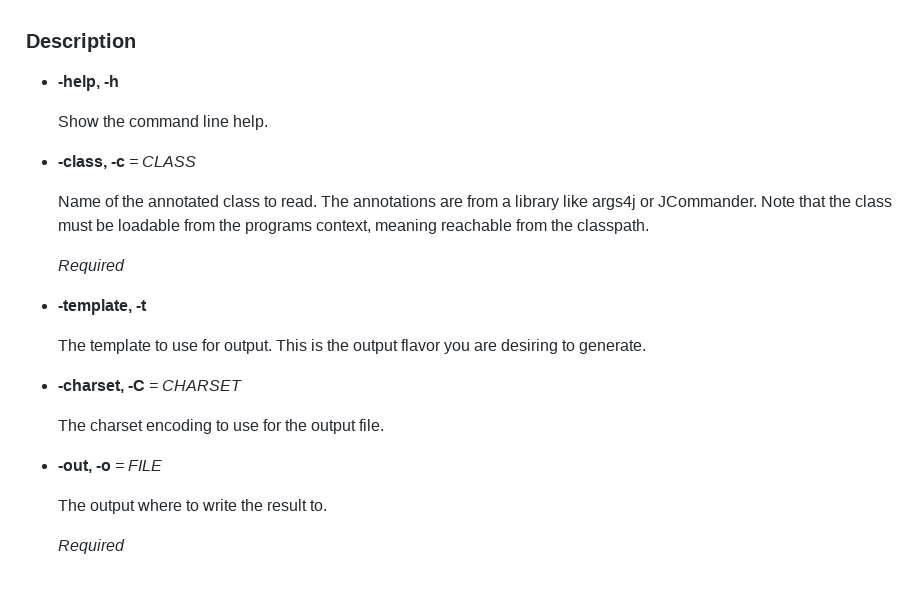 Description
-help, -h
Show the command line help.
-class, -c = CLASS
Name of the annotated class to read. The annotations are from a library like args4j or JCommander. Note that the class
must be loadable from the programs context, meaning reachable from the classpath.
Required
-template, -t
The template to use for output. This is the output flavor you are desiring to generate.
-charset, -C = CHARSET
The charset encoding to use for the output file.
-out, -o = FILE
The output where to write the result to.
Required